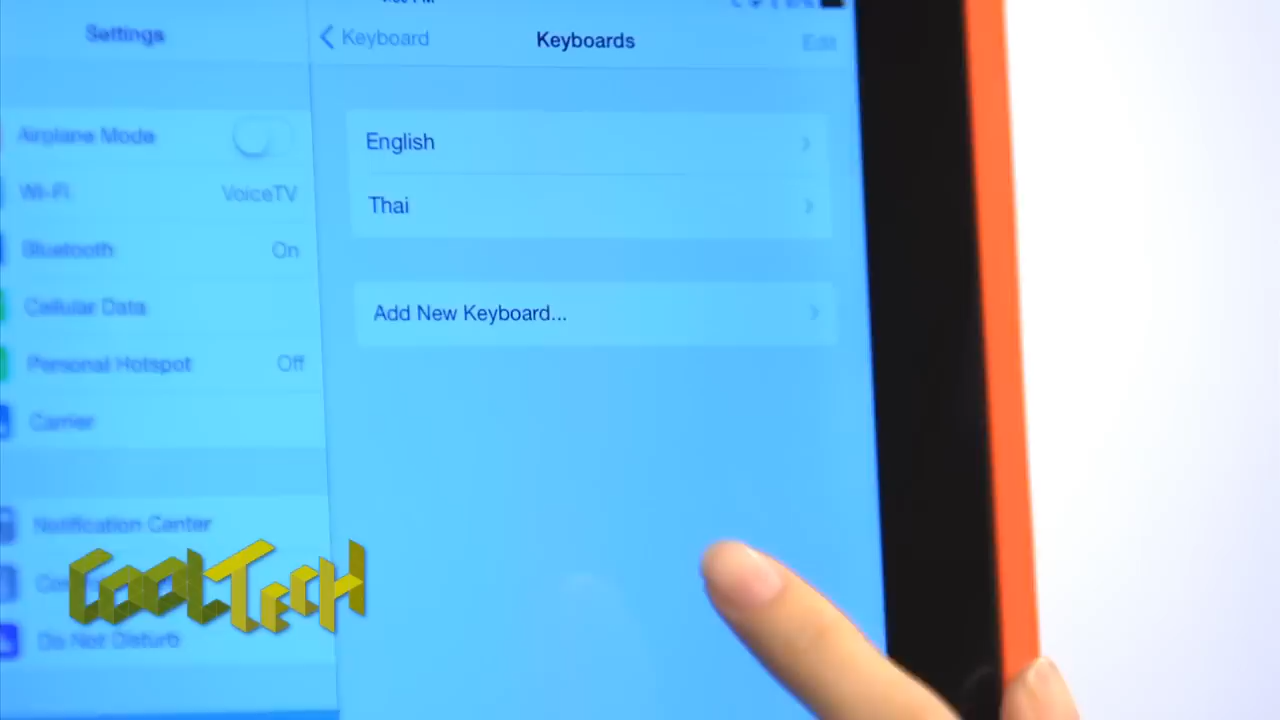 Settings
Keyboard
Keyboards
Edit
English
Thai
Add New Keyboard...
Airplane Mode
Wi-Fi VoiceTV
Bluetooth On
Cellular Data
Personal Hotspot Off
Carrier
Notification Center
Do Not Disturb
COOLTECH